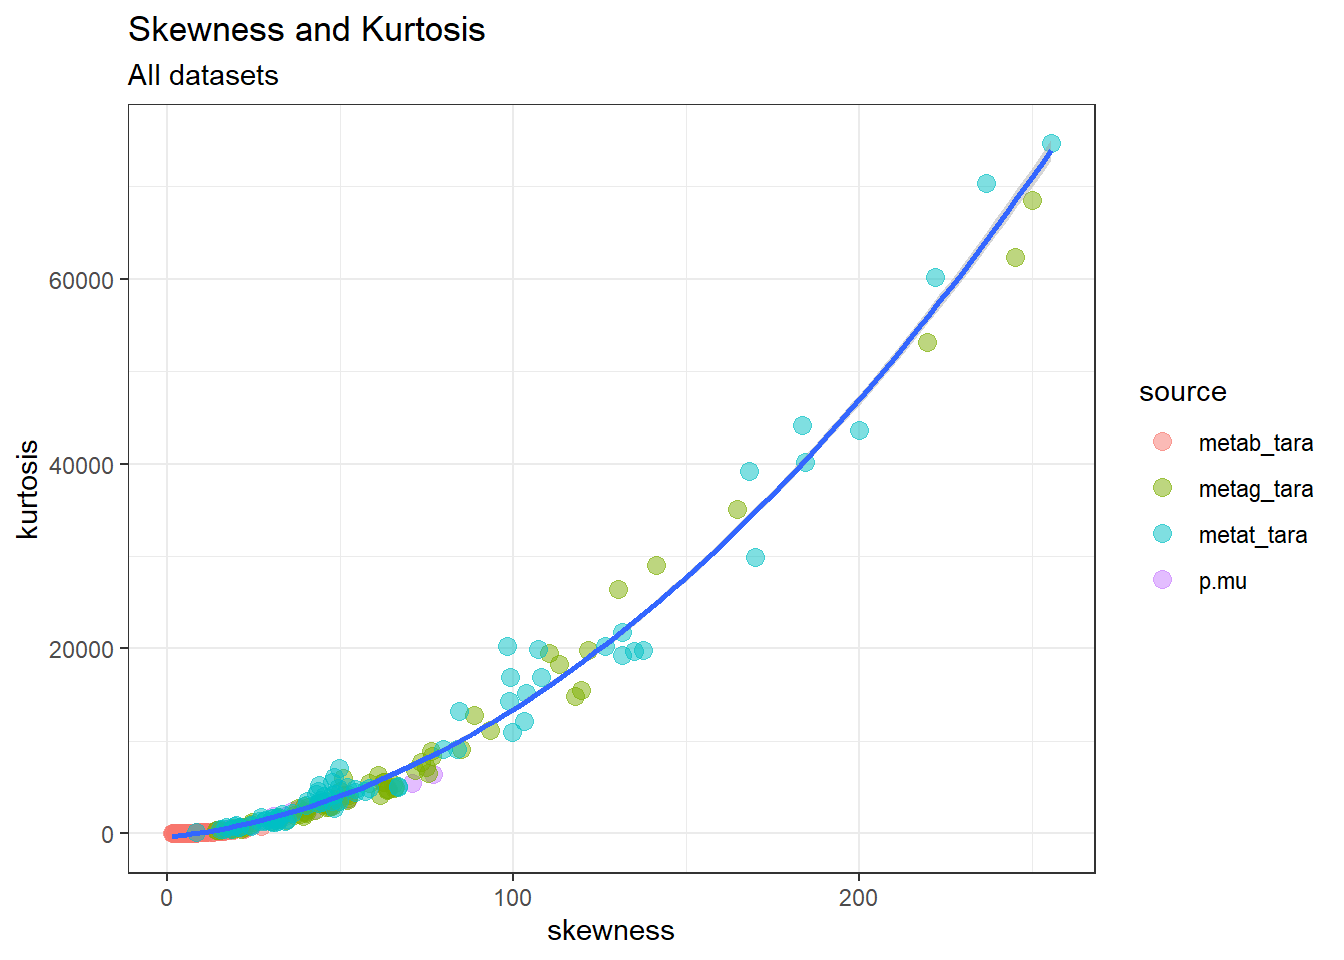 Skewness and Kurtosis
All datasets
kurtosis
60000
40000
20000
0
0
100
200
skewness
source
metab_tara
metag_tara
metat_tara
p.mu